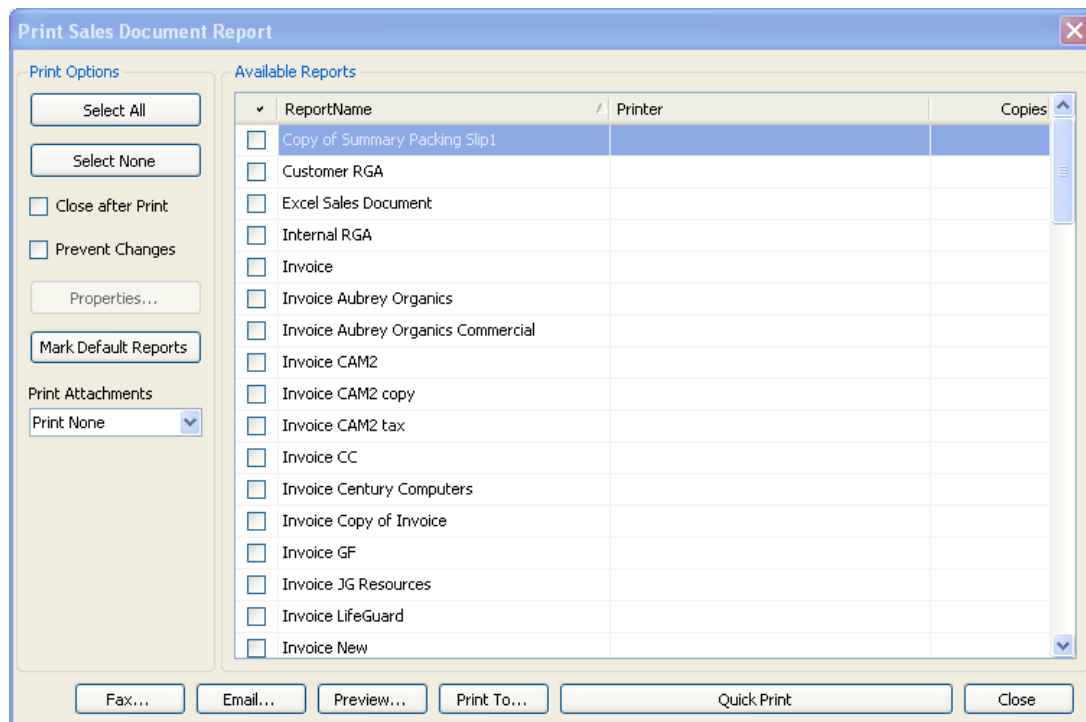 Print Sales Document Report
Print Options
Select All
Select None
Close after Print
Prevent Changes
Properties...
Mark Default Reports
Print Attachments
Print None
Available Reports
ReportName Printer Copies
Copy of Summary Packing Slip1
Customer RGA
Excel Sales Document
Internal RGA
Invoice
Invoice Aubrey Organics
Invoice Aubrey Organics Commercial
Invoice CAM2
Invoice CAM2 copy
Invoice CAM2 tax
Invoice CC
Invoice Century Computers
Invoice Copy of Invoice
Invoice GF
Invoice JG Resources
Invoice LifeGuard
Invoice New
Fax... Email... Preview... Print To... Quick Print Close